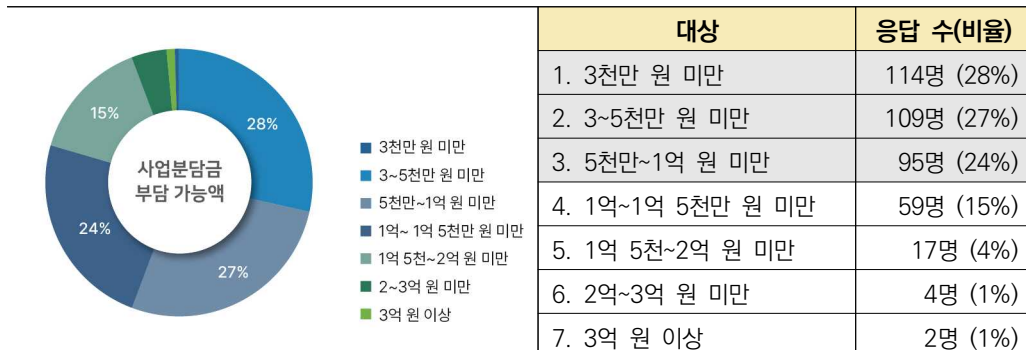 15%
28%
24%
27%
사업분담금
부담 가능액
3천만 원 미만
3~5천만 원 미만
5천만~1억 원 미만
1억~ 1억 5천만 원 미만
1억 5천~2억 원 미만
2~3억 원 미만
3억 원 이상
대상 응답 수(비율)
1. 3천만 원 미만 114명 (28%)
2. 3~5천만 원 미만 109명 (27%)
3. 5천만~1억 원 미만 95명 (24%)
4. 1억~1억 5천만 원 미만 59명 (15%)
5. 1억 5천~2억 원 미만 17명 (4%)
6. 2억~3억 원 미만 4명 (1%)
7. 3억 원 이상 2명 (1%)